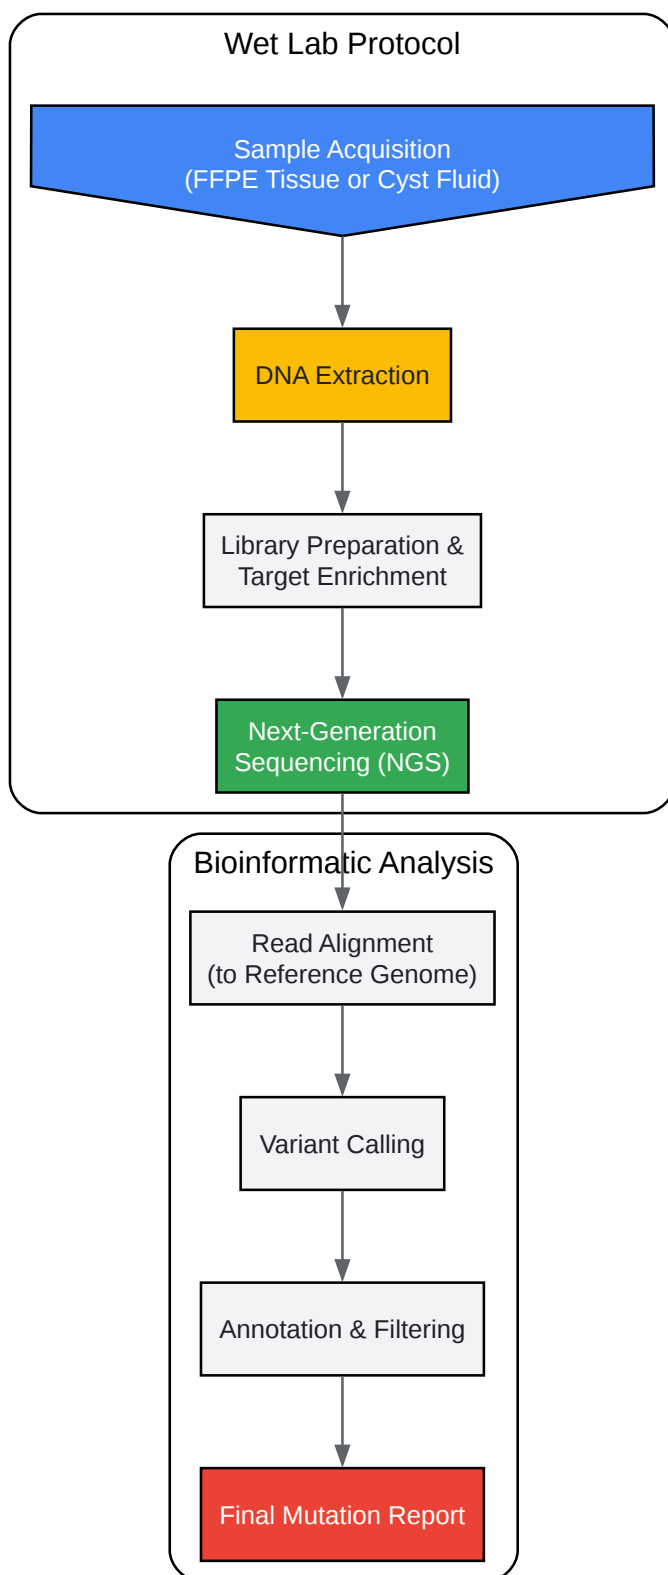 Wet Lab Protocol
Sample Acquisition
(FFPE Tissue or Cyst Fluid)
DNA Extraction
Library Preparation &
Target Enrichment
Next-Generation
Sequencing (NGS)
Bioinformatic Analysis
Read Alignment
(to Reference Genome)
Variant Calling
Annotation & Filtering
Final Mutation Report